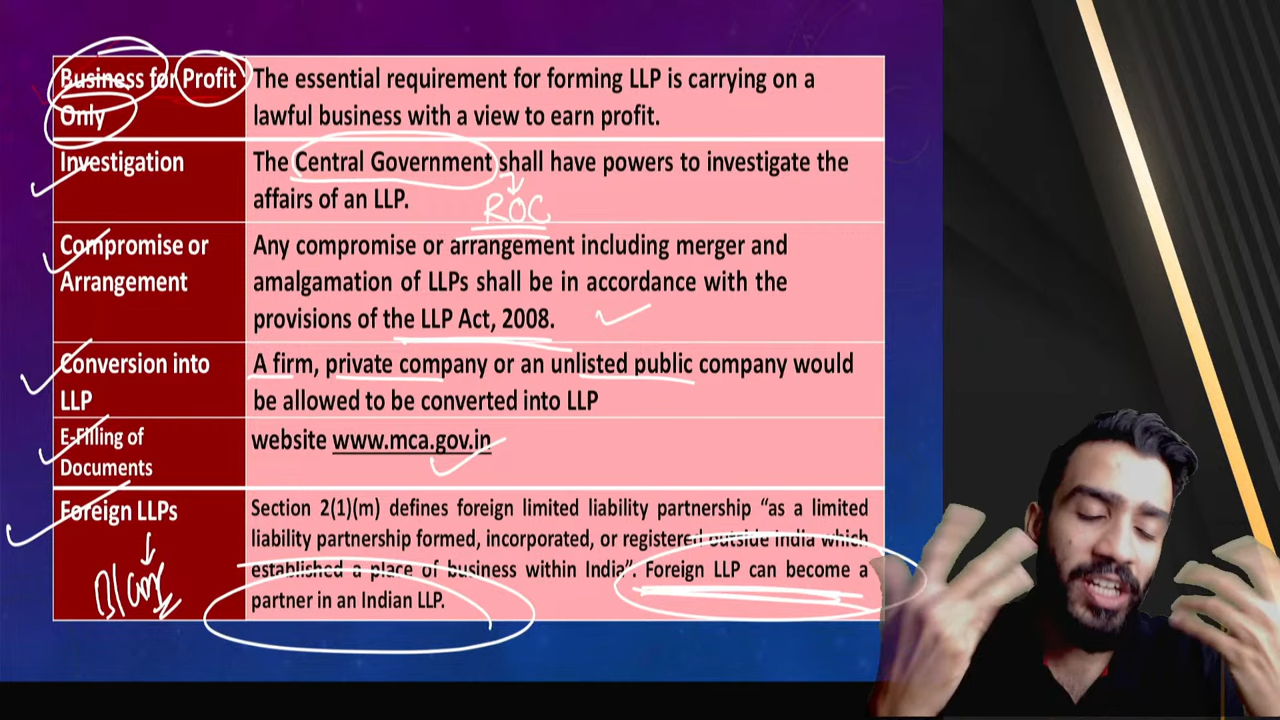 Business for Profit
Only
The essential requirement for forming LLP is carrying on a
lawful business with a view to earn profit.
Investigation
The Central Government shall have powers to investigate the
affairs of an LLP.
ROC
Compromise or
Arrangement
Any compromise or arrangement including merger and
amalgamation of LLPs shall be in accordance with the
provisions of the LLP Act, 2008.
Conversion into
LLP
A firm, private company or an unlisted public company would
be allowed to be converted into LLP
E-Filling of
Documents
website www.mca.gov.in
Foreign LLPs
Section 2(1)(m) defines foreign limited liability partnership “as a limited
liability partnership formed, incorporated, or registered outside India which
established a place of business within India”. Foreign LLP can become a
partner in an Indian LLP.